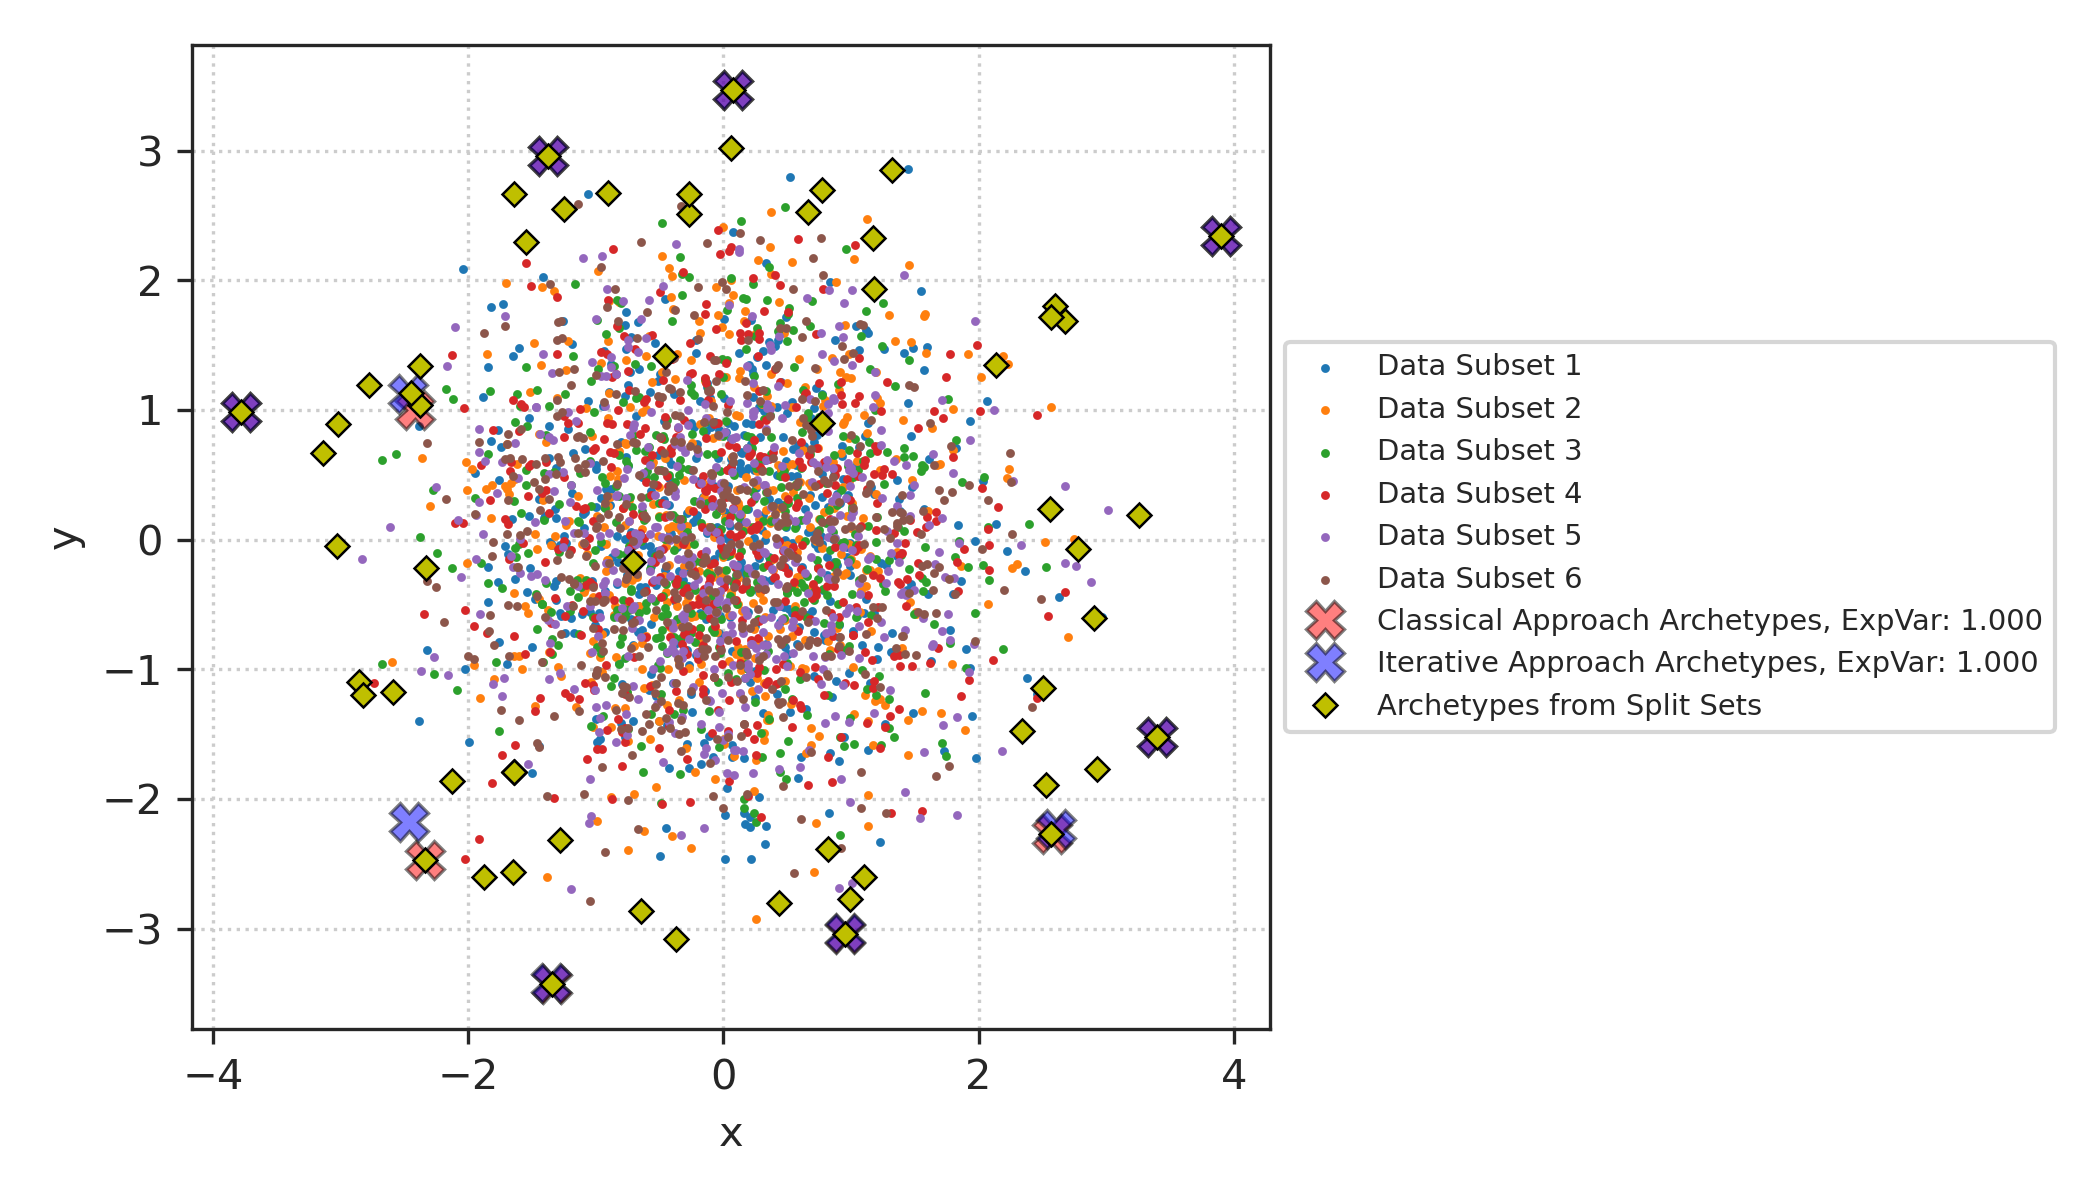 3
2
1
0
−1
−2
−3
y
−4
−2
0
2
4
x
Data Subset 1
Data Subset 2
Data Subset 3
Data Subset 4
Data Subset 5
Data Subset 6
Classical Approach Archetypes, ExpVar: 1.000
Iterative Approach Archetypes, ExpVar: 1.000
Archetypes from Split Sets